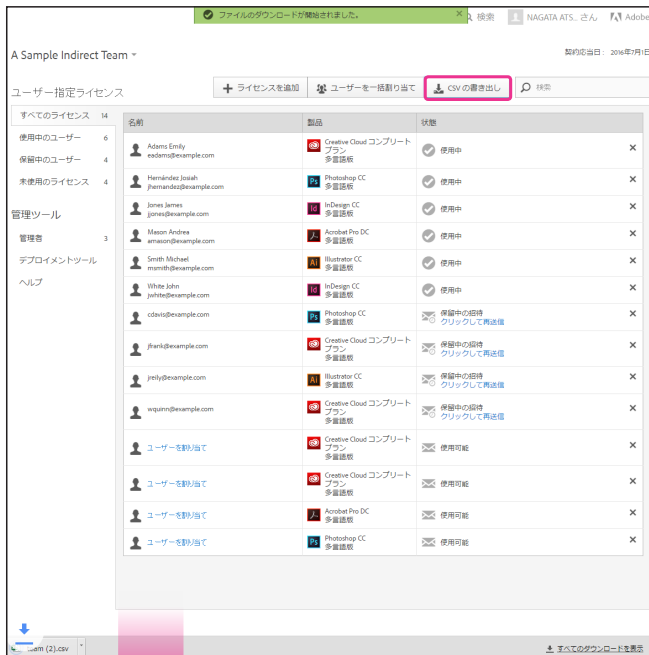 ファイルのダウンロードが開始されました。 ×
検索
NAGATA ATS.. さん
Adobe
A Sample Indirect Team
契約応当日： 2016年7月1日
ユーザー指定ライセンス
ライセンスを追加
ユーザーを一括割り当て
CSV の書き出し
検索
すべてのライセンス 14
使用中のユーザー 6
保留中のユーザー 4
未使用のライセンス 4
管理ツール
管理者 3
デプロイメントツール
ヘルプ
名前 製品 状態
Adams Emily
eadams@example.com
Creative Cloud コンプリート
プラン
多言語版
使用中 ×
Hernández Josiah
jhernandez@example.com
Ps Photoshop CC
多言語版
使用中 ×
Jones James
jjones@example.com
Id InDesign CC
多言語版
使用中 ×
Mason Andrea
amason@example.com
Acrobat Pro DC
多言語版
使用中 ×
Smith Michael
msmith@example.com
Ai Illustrator CC
多言語版
使用中 ×
White John
jwhite@example.com
Id InDesign CC
多言語版
使用中 ×
cdavis@example.com
Ps Photoshop CC
多言語版
保留中の招待
クリックして再送信 ×
jfrank@example.com
Creative Cloud コンプリート
プラン
多言語版
保留中の招待
クリックして再送信 ×
jreily@example.com
Ai Illustrator CC
多言語版
保留中の招待
クリックして再送信 ×
wquinn@example.com
Creative Cloud コンプリート
プラン
多言語版
保留中の招待
クリックして再送信 ×
ユーザーを割り当て
Creative Cloud コンプリート
プラン
多言語版
使用可能 ×
ユーザーを割り当て
Creative Cloud コンプリート
プラン
多言語版
使用可能 ×
ユーザーを割り当て
Acrobat Pro DC
多言語版
使用可能 ×
ユーザーを割り当て
Ps Photoshop CC
多言語版
使用可能 ×
(2).csv
すべてのダウンロードを表示